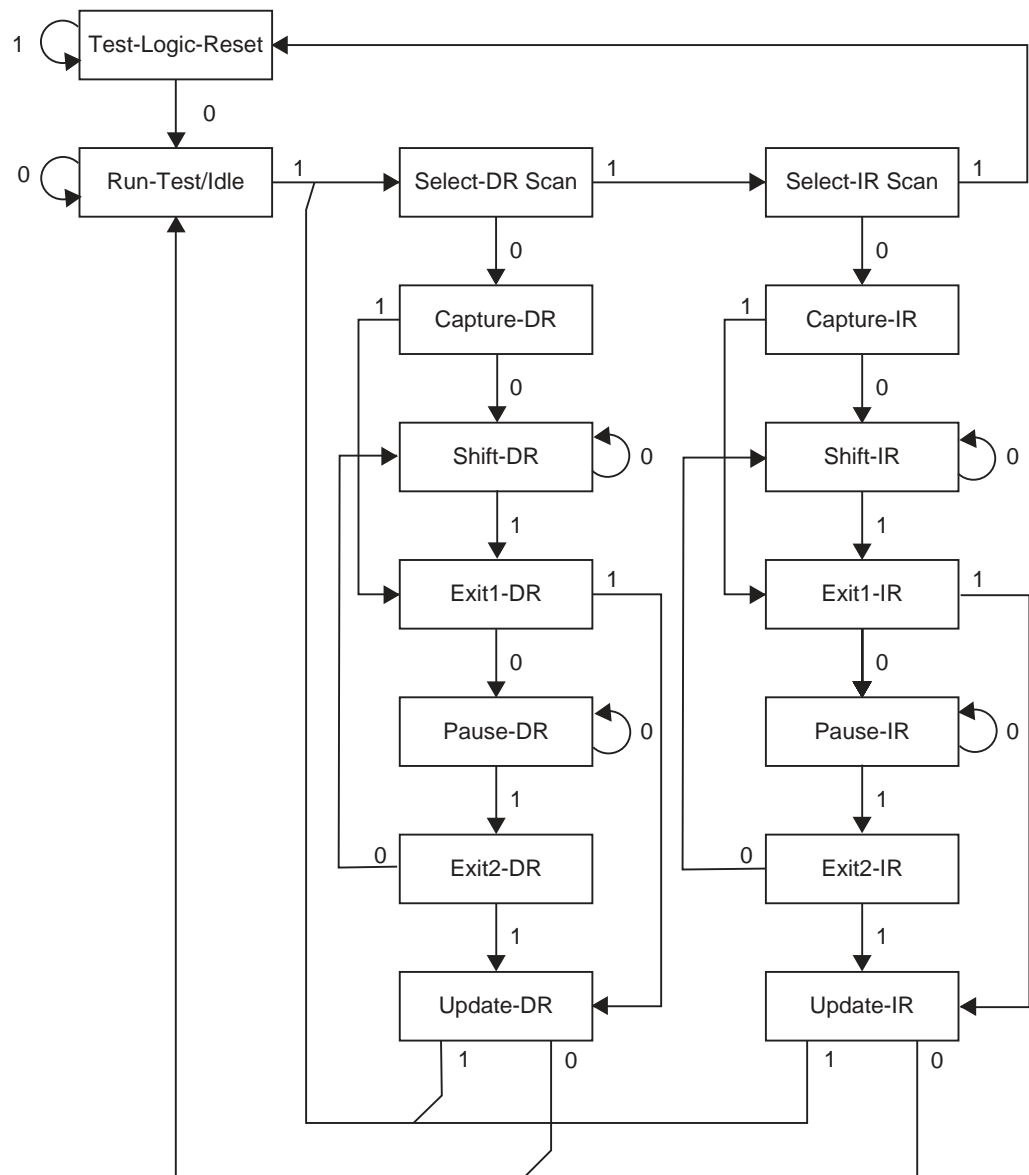 1
Test-Logic-Reset
0
0
Run-Test/Idle
1
Select-DR Scan
1
Select-IR Scan
1
0
0
1
Capture-DR
1
Capture-IR
0
0
Shift-DR
0
Shift-IR
0
1
1
Exit1-DR
1
Exit1-IR
1
0
0
Pause-DR
0
Pause-IR
0
1
1
0
Exit2-DR
0
Exit2-IR
1
1
Update-DR
Update-IR
1
0
1
0